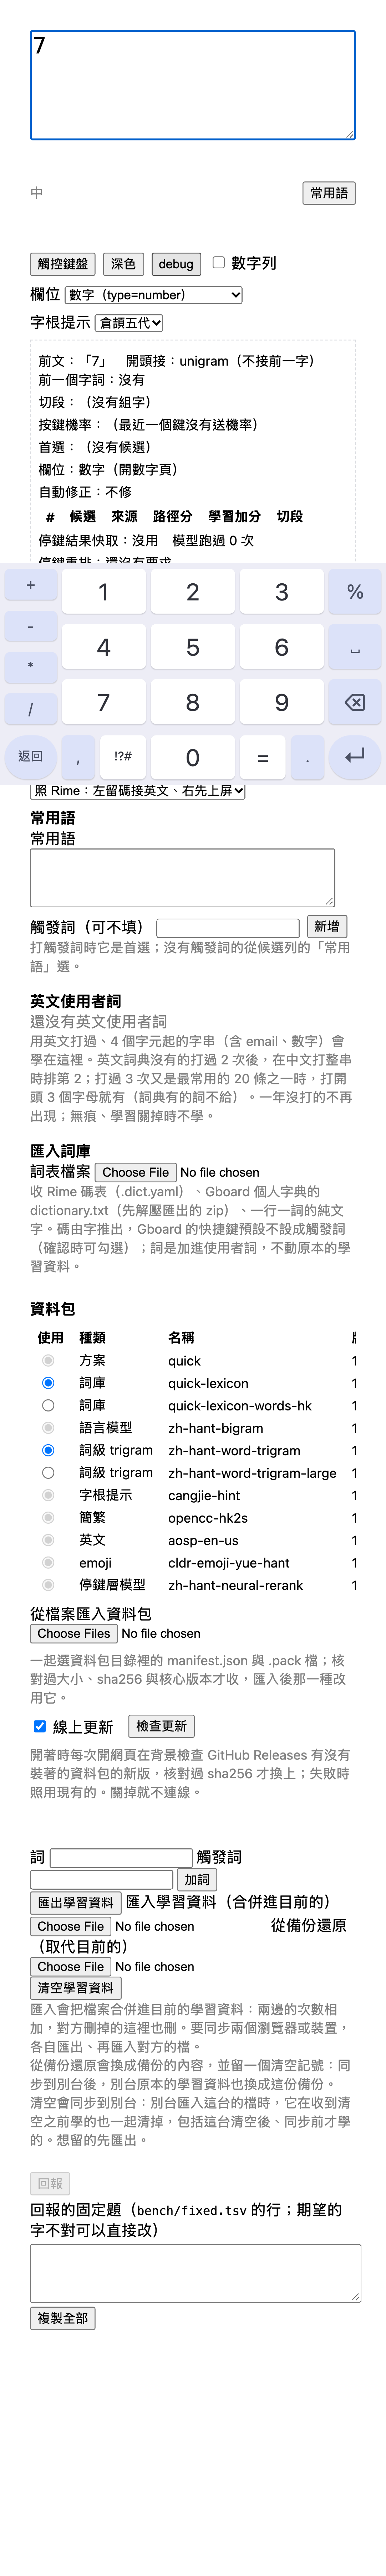 7
中
常用語
觸控鍵盤 深色 debug 數字列
欄位 數字（type=number）
字根提示 倉頡五代
前文：「7」 開頭接：unigram（不接前一字）
前一個字詞：沒有
切段：（沒有組字）
按鍵機率：（最近一個鍵沒有送機率）
首選：（沒有候選）
欄位：數字（開數字頁）
自動修正：不修
# 候選 來源 路徑分 學習加分 切段
停鍵結果快取：沒用 模型跑過 0 次
停鍵重排：還沒有要求
+ 1 2 3 %
- 4 5 6 ⎵
* 7 8 9
/
返回 , !?# 0 = .
照 Rime：左留碼接英文、右先上屏
常用語
常用語
觸發詞（可不填） 新增
打觸發詞時它是首選；沒有觸發詞的從候選列的「常用
語」選。
英文使用者詞
還沒有英文使用者詞
用英文打過、4 個字元起的字串（含 email、數字）會
學在這裡。英文詞典沒有的打過 2 次後，在中文打整串
時排第 2；打過 3 次又是最常用的 20 條之一時，打開
頭 3 個字母就有（詞典有的詞不給）。一年沒打的不再
出現；無痕、學習關掉時不學。
匯入詞庫
詞表檔案 Choose File No file chosen
收 Rime 碼表（.dict.yaml）、Gboard 個人字典的
dictionary.txt（先解壓匯出的 zip）、一行一詞的純文
字。碼由字推出，Gboard 的快捷鍵預設不設成觸發詞
（確認時可勾選）；詞是加進使用者詞，不動原本的學
習資料。
資料包
使用 種類 名稱
方案 quick 1
詞庫 quick-lexicon 1
詞庫 quick-lexicon-words-hk 1
語言模型 zh-hant-bigram 1
詞級 trigram zh-hant-word-trigram 1
詞級 trigram zh-hant-word-trigram-large 1
字根提示 cangjie-hint 1
簡繁 opencc-hk2s 1
英文 aosp-en-us 1
emoji cldr-emoji-yue-hant 1
停鍵層模型 zh-hant-neural-rerank 1
從檔案匯入資料包
Choose Files No file chosen
一起選資料包目錄裡的 manifest.json 與 .pack 檔；核
對過大小、sha256 與核心版本才收，匯入後那一種改
用它。
線上更新 檢查更新
開著時每次開網頁在背景檢查 GitHub Releases 有沒有
裝著的資料包的新版，核對過 sha256 才換上；失敗時
照用現有的。關掉就不連線。
詞 觸發詞
加詞
匯出學習資料 匯入學習資料（合併進目前的）
Choose File No file chosen 從備份還原
（取代目前的）
Choose File No file chosen
清空學習資料
匯入會把檔案合併進目前的學習資料：兩邊的次數相
加，對方刪掉的這裡也刪。要同步兩個瀏覽器或裝置，
各自匯出、再匯入對方的檔。
從備份還原會換成備份的內容，並留一個清空記號：同
步到別台後，別台原本的學習資料也換成這份備份。
清空會同步到別台：別台匯入這台的檔時，它在收到清
空之前學的也一起清掉，包括這台清空後、同步前才學
的。想留的先匯出。
回報
回報的固定題（bench/fixed.tsv 的行；期望的
字不對可以直接改）
複製全部